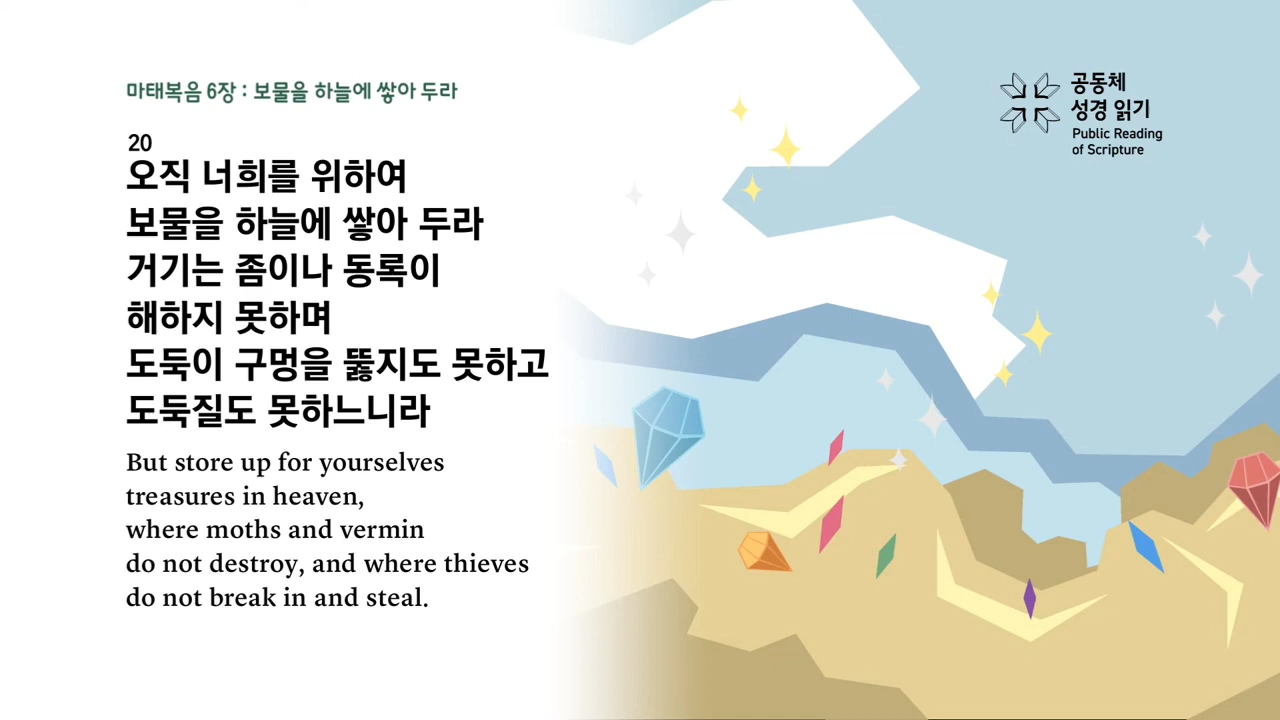 마태복음 6장 : 보물을 하늘에 쌓아 두라
20
오직 너희를 위하여
보물을 하늘에 쌓아 두라
거기는 좀이나 동록이
해하지 못하며
도둑이 구멍을 뚫지도 못하고
도둑질도 못하느니라
But store up for yourselves
treasures in heaven,
where moths and vermin
do not destroy, and where thieves
do not break in and steal.
공동체
성경 읽기
Public Reading
of Scripture